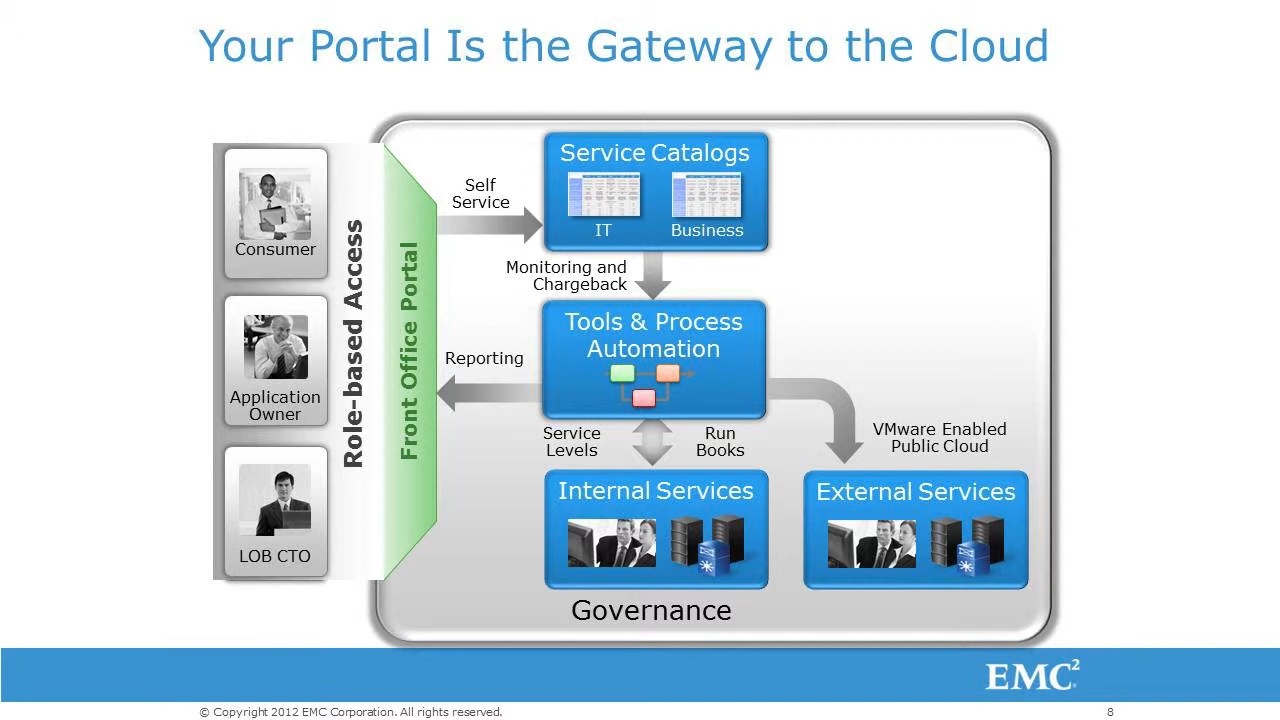 Your Portal Is the Gateway to the Cloud
Consumer
Application
Owner
LOB CTO
Role-based Access
Front Office Portal
Self
Service
Service Catalogs
IT
Business
Monitoring and
Chargeback
Tools & Process
Automation
Reporting
Service
Levels
Run
Books
VMware Enabled
Public Cloud
Internal Services
External Services
Governance
EMC²
© Copyright 2012 EMC Corporation. All rights reserved.
8